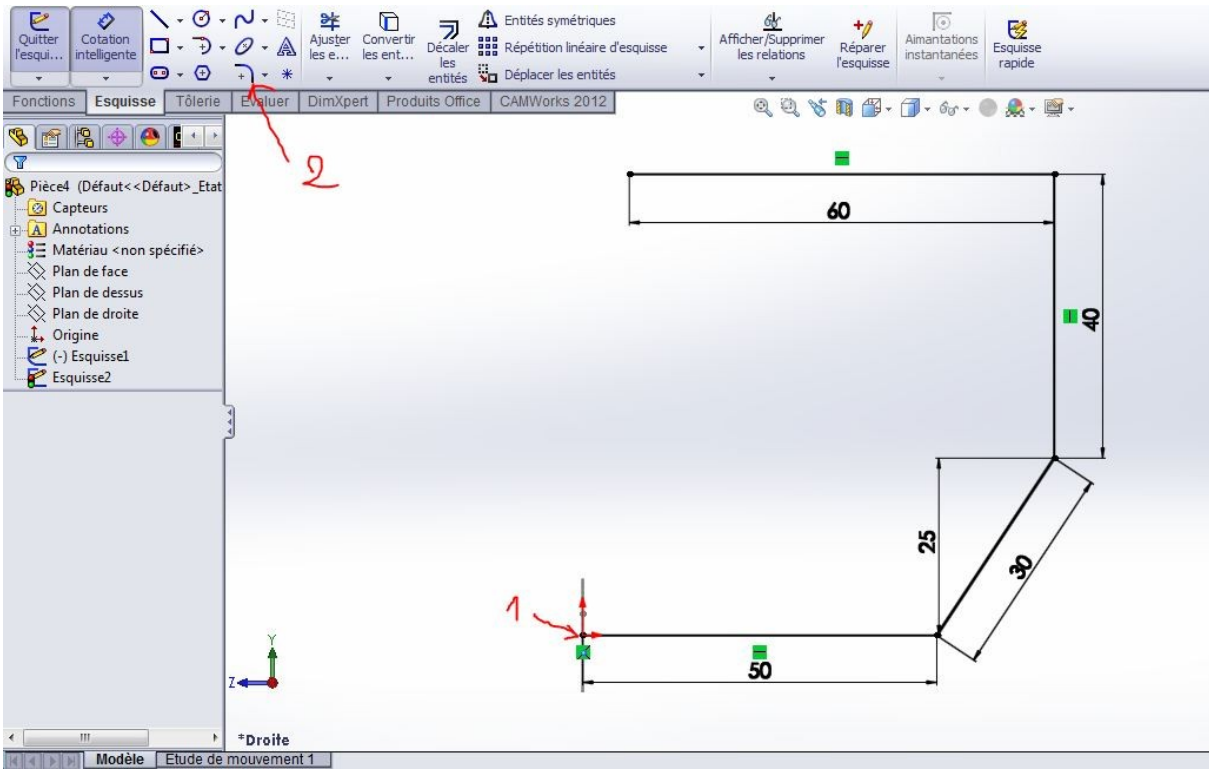 Quitter l'esqui...
Cotation intelligente
Ajuster les e...
Convertir les ent...
Décaler les entités
Entités symétriques
Répétition linéaire d'esquisse
Déplacer les entités
Afficher/Supprimer les relations
Réparer l'esquisse
Aimantations instantanées
Esquisse rapide
Fonctions Esquisse Tôlerie Evaluer DimXpert Produits Office CAMWorks 2012
2
Pièce4 (Défaut<<Défaut>_Etat
Capteurs
Annotations
Matériau <non spécifié>
Plan de face
Plan de dessus
Plan de droite
Origine
(-) Esquisse1
Esquisse2
60
40
25
30
1
50
Y
Z
*Droite
Modèle Etude de mouvement 1